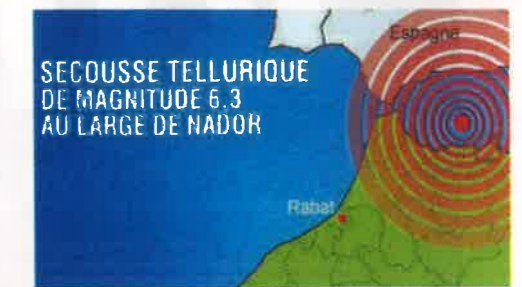 Espagne
SECOUSSE TELLURIQUE
DE MAGNITUDE 6.3
AU LARGE DE NADOR
Rabat